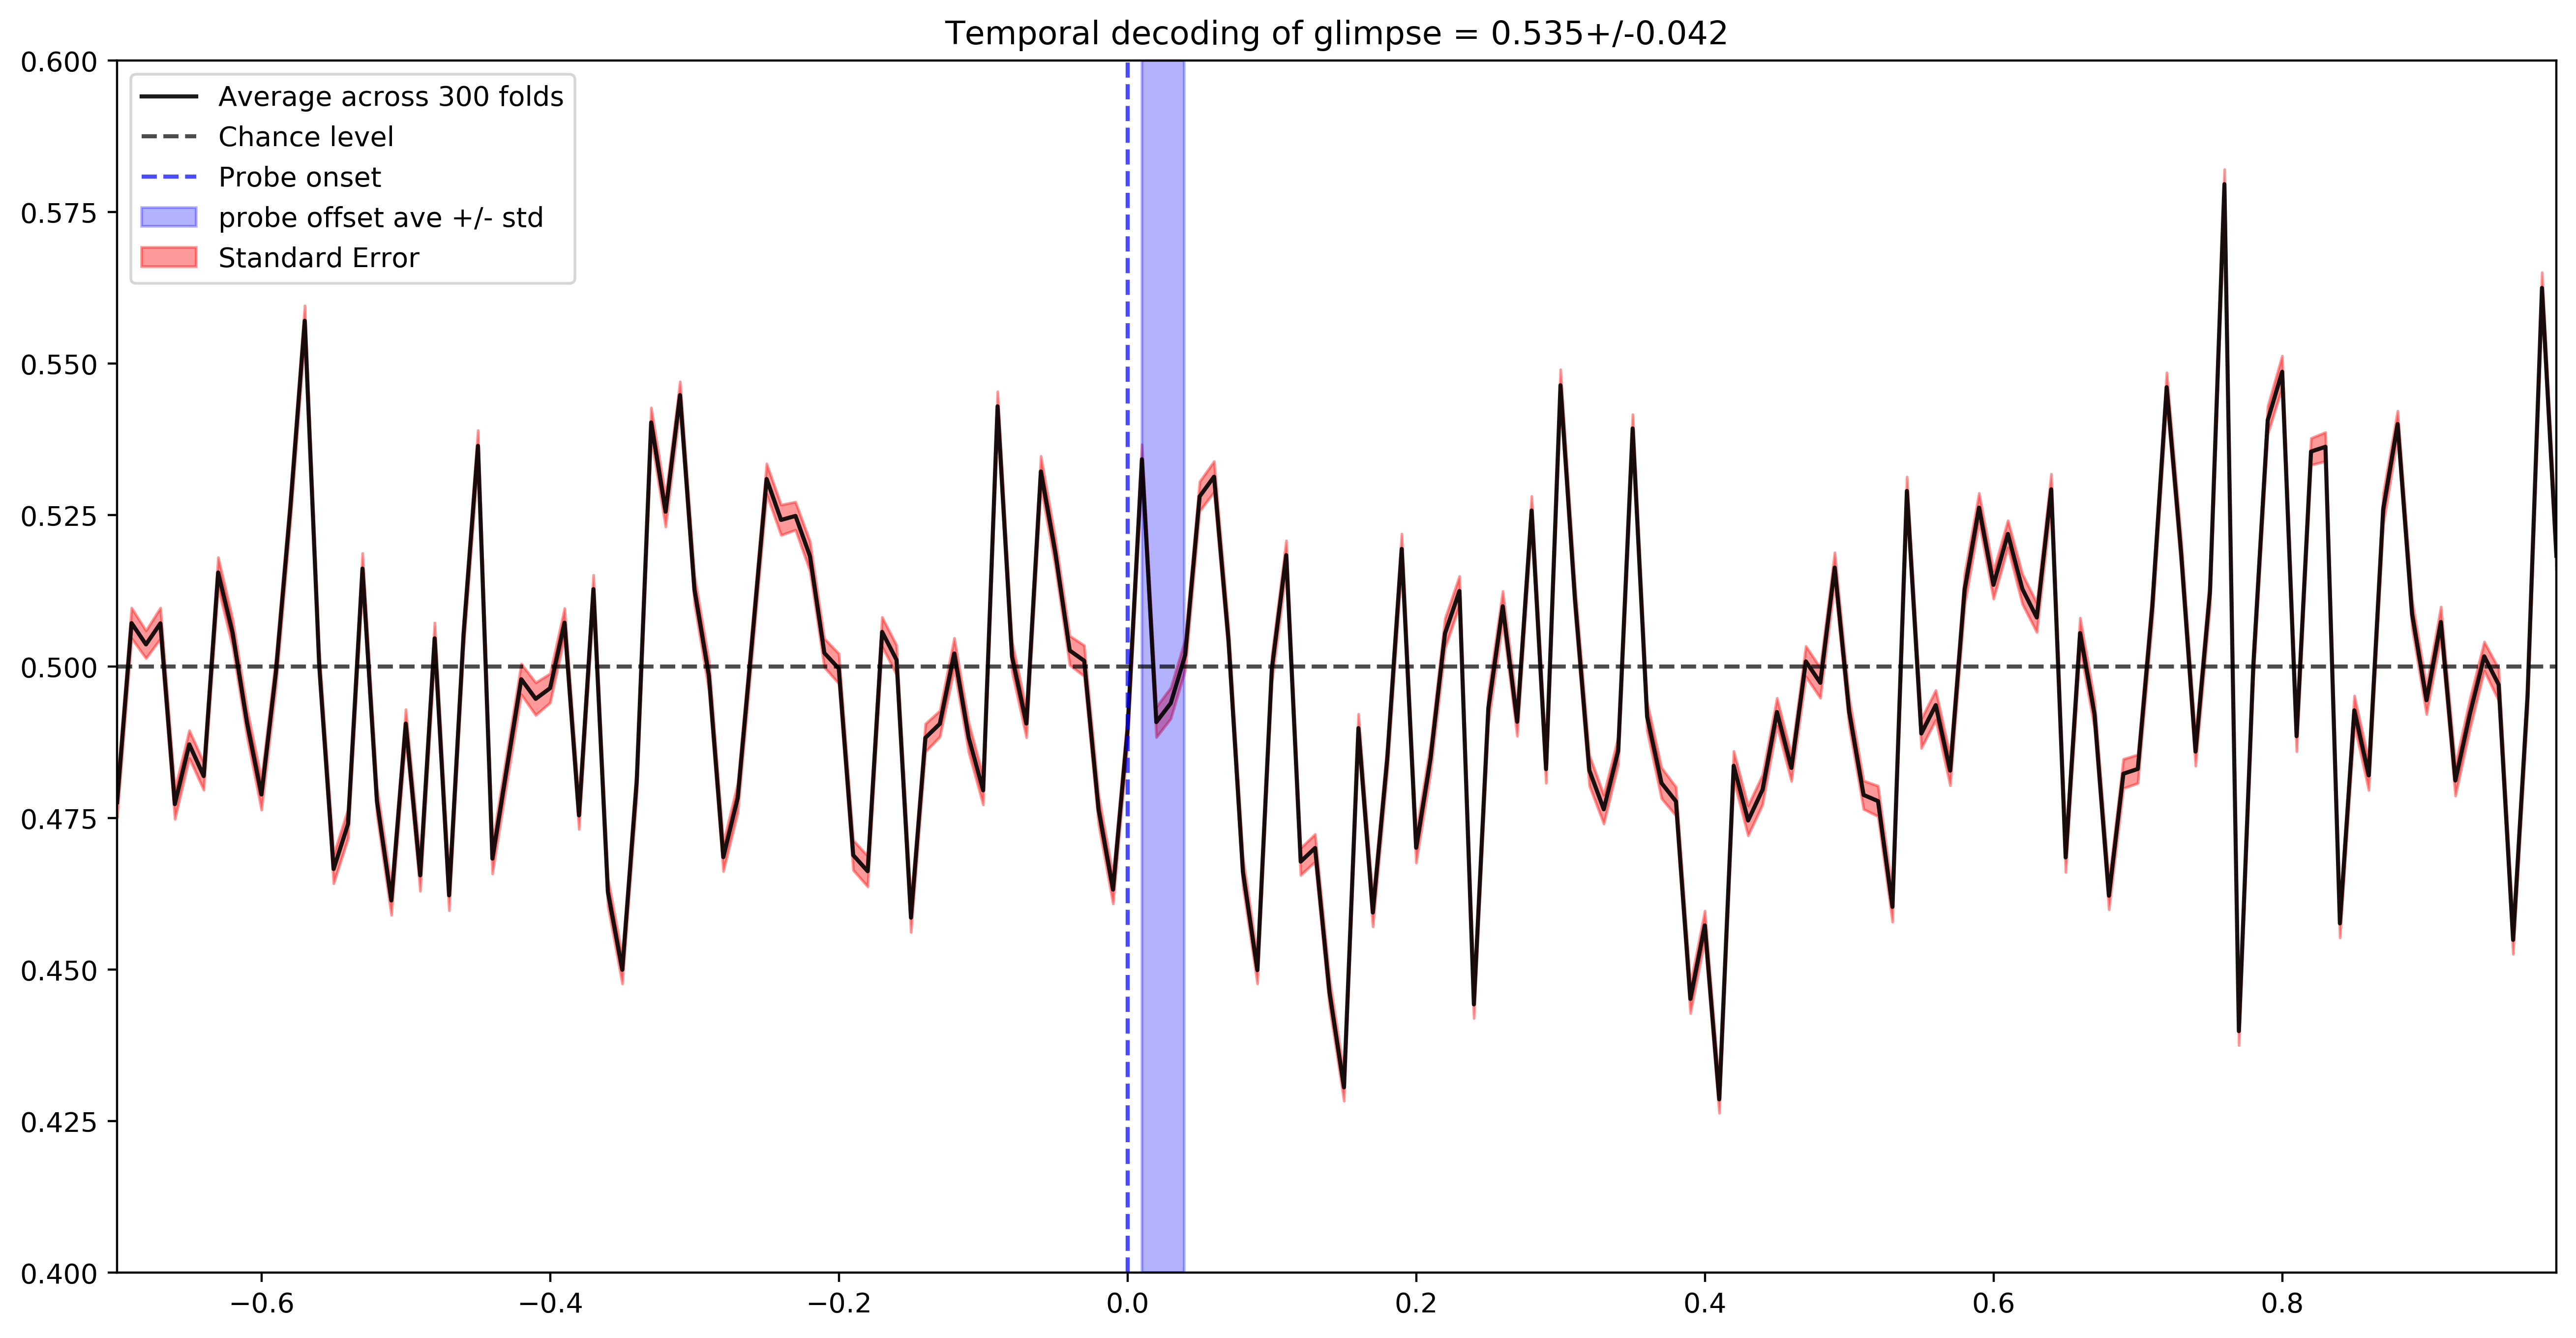 Temporal decoding of glimpse = 0.535+/-0.042
0.600
0.575
0.550
0.525
0.500
0.475
0.450
0.425
0.400
Average across 300 folds
Chance level
Probe onset
probe offset ave +/- std
Standard Error
−0.6 −0.4 −0.2 0.0 0.2 0.4 0.6 0.8